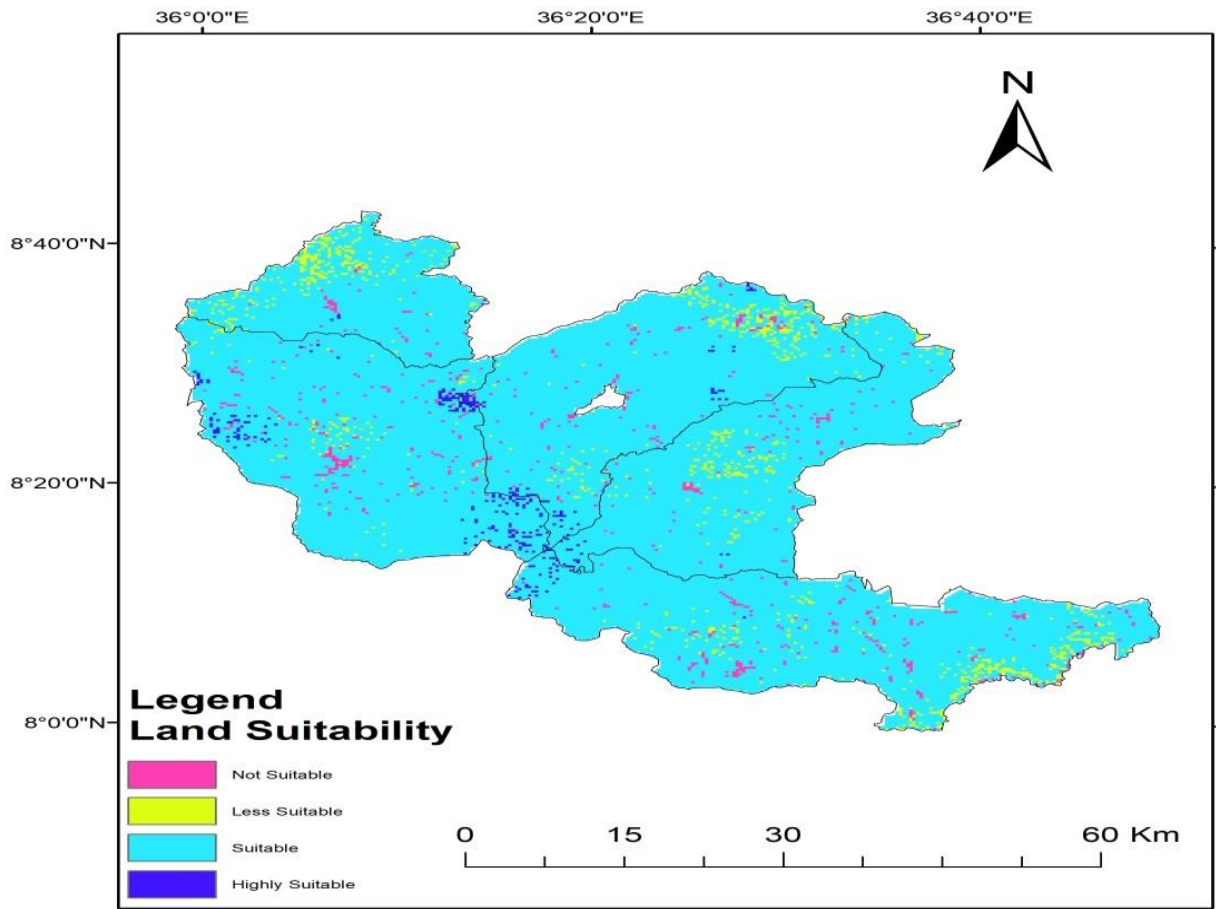 36°0'0"E 36°20'0"E 36°40'0"E
N
8°40'0"N
8°20'0"N
8°0'0"N
Legend
Land Suitability
Not Suitable
Less Suitable
Suitable
Highly Suitable
0 15 30 60 Km